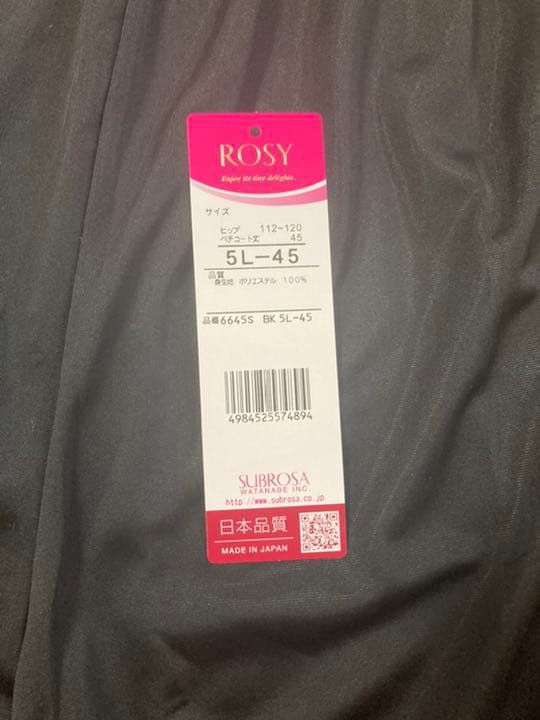 ROSY
Enjoy its tiny delights.
サイズ
ヒップ 112~120
ペチコート丈 45
5L-45
品質
身生地 ポリエステル 100%
品番6645S BK 5L-45
4984525574894
SUBROSA
WATANABE INC.
http://www.subrosa.co.jp
日本品質
MADE IN JAPAN